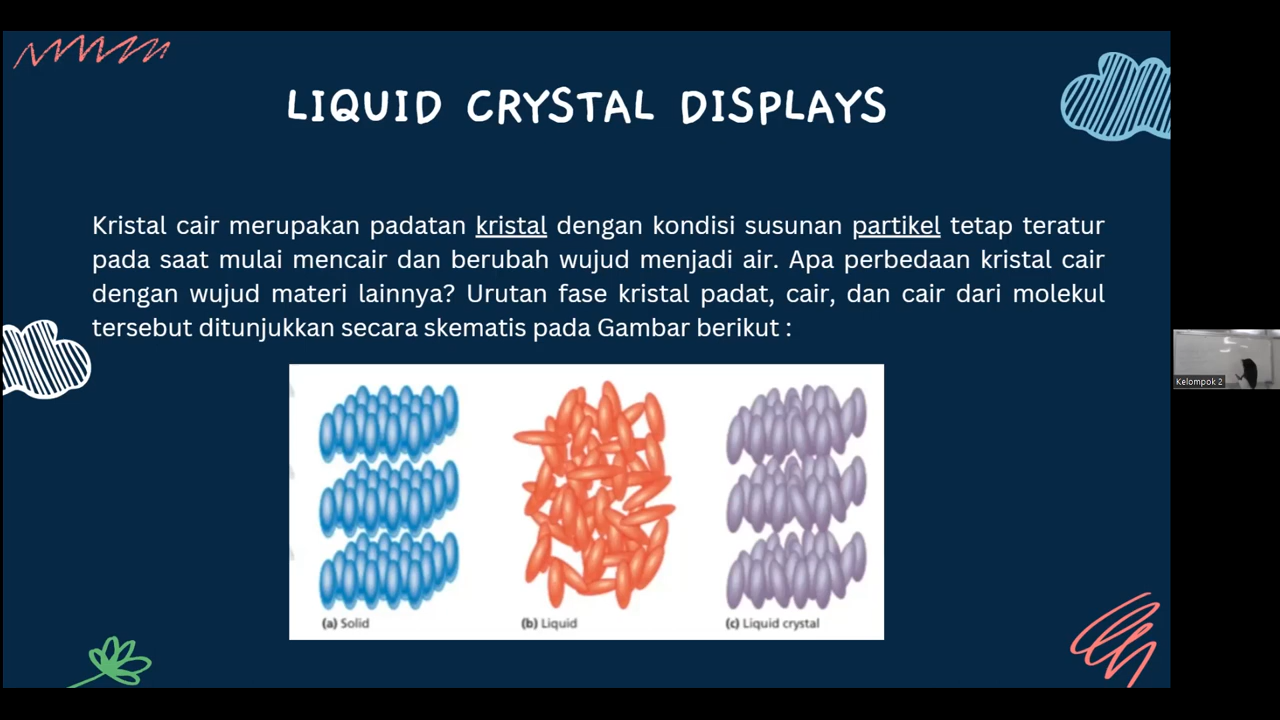 LIQUID CRYSTAL DISPLAYS
Kristal cair merupakan padatan kristal dengan kondisi susunan partikel tetap teratur
pada saat mulai mencair dan berubah wujud menjadi air. Apa perbedaan kristal cair
dengan wujud materi lainnya? Urutan fase kristal padat, cair, dan cair dari molekul
tersebut ditunjukkan secara skematis pada Gambar berikut :
(a) Solid
(b) Liquid
(c) Liquid crystal
Kelompok 2